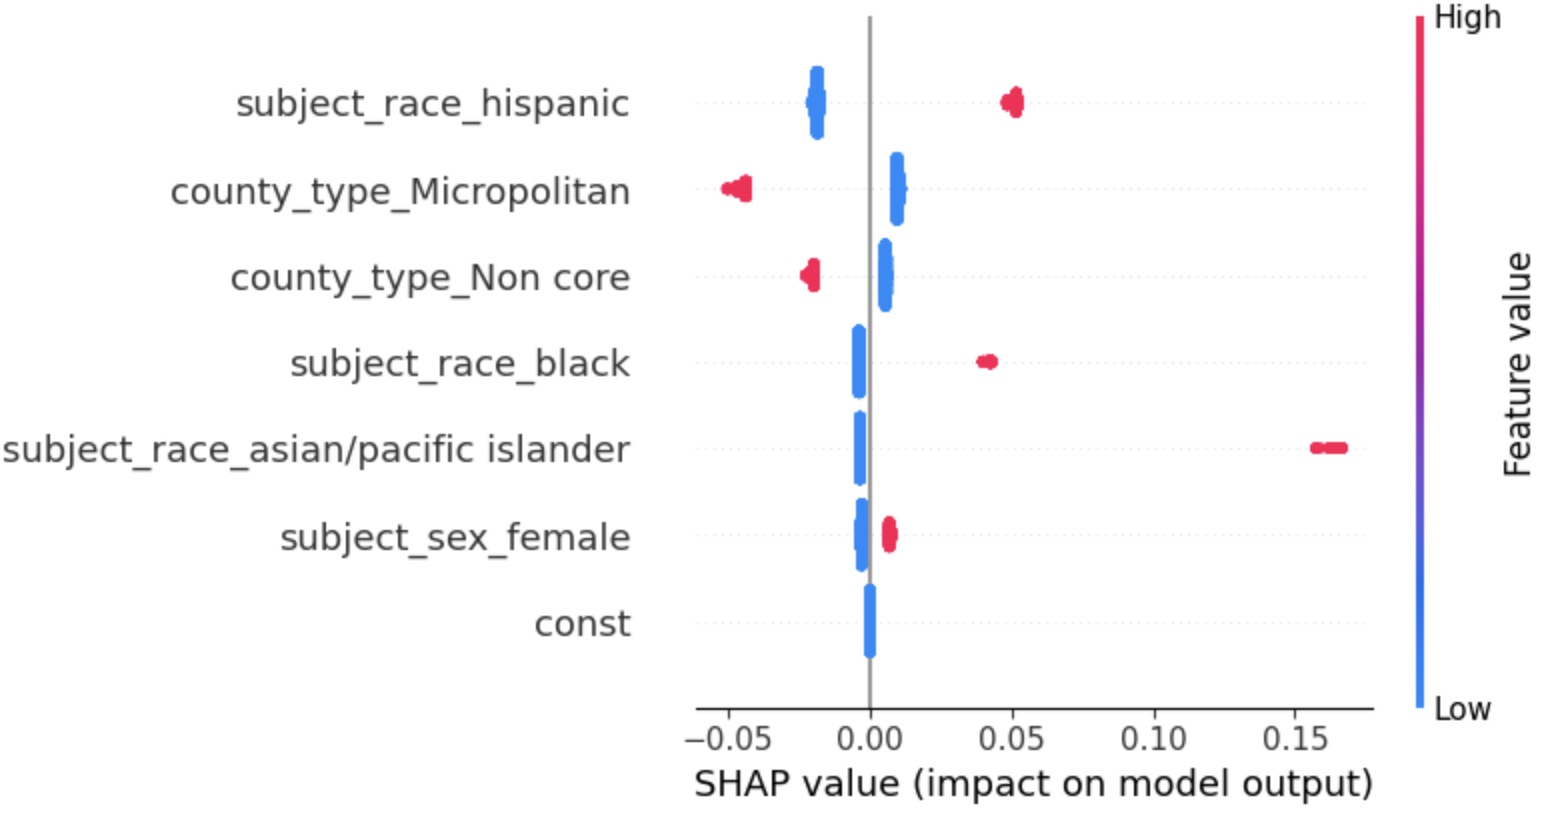 High
subject_race_hispanic
county_type_Micropolitan
county_type_Non core
subject_race_black
subject_race_asian/pacific islander
subject_sex_female
const
Feature value
Low
−0.05 0.00 0.05 0.10 0.15
SHAP value (impact on model output)